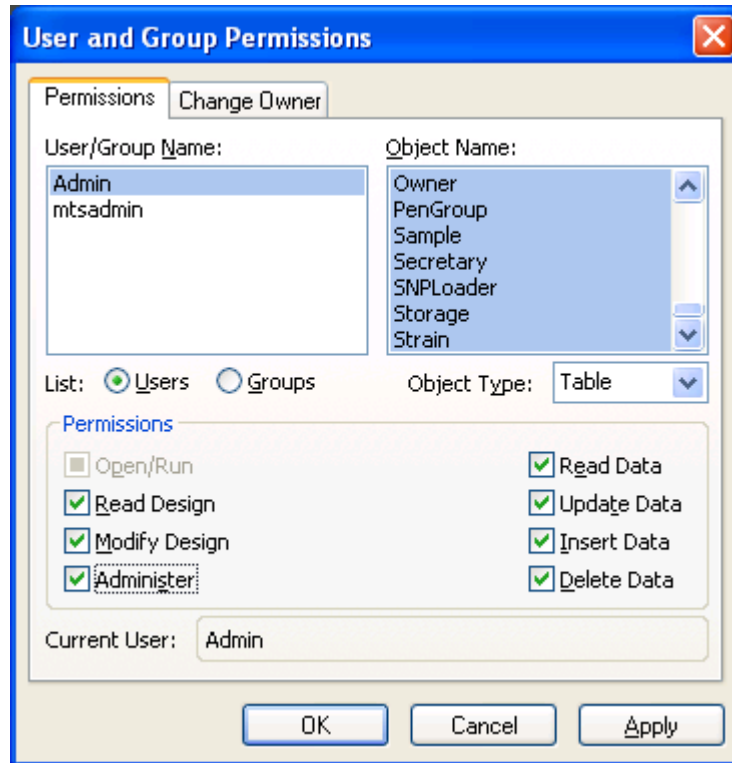 User and Group Permissions
Permissions
Change Owner
User/Group Name:
Object Name:
Admin
mtsadmin
Owner
PenGroup
Sample
Secretary
SNPLoader
Storage
Strain
List: Users Groups
Object Type: Table
Permissions
Open/Run
Read Design
Modify Design
Administer
Read Data
Update Data
Insert Data
Delete Data
Current User: Admin
OK Cancel Apply